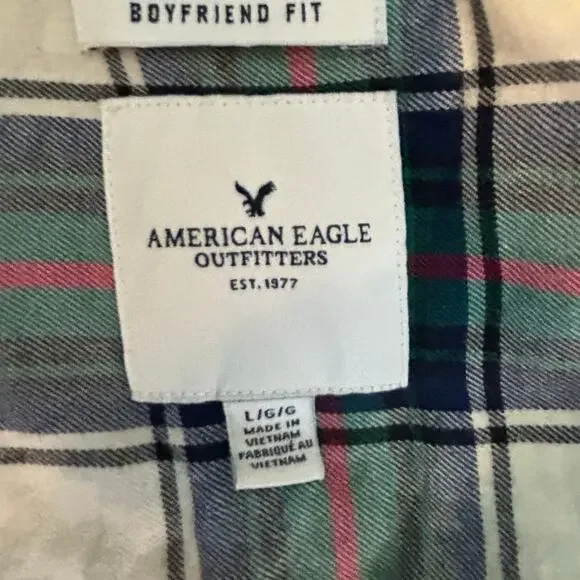 BOYFRIEND FIT
AMERICAN EAGLE
OUTFITTERS
EST. 1977
L/G/G
MADE IN
VIETNAM
FABRIQUÉ AU
VIETNAM